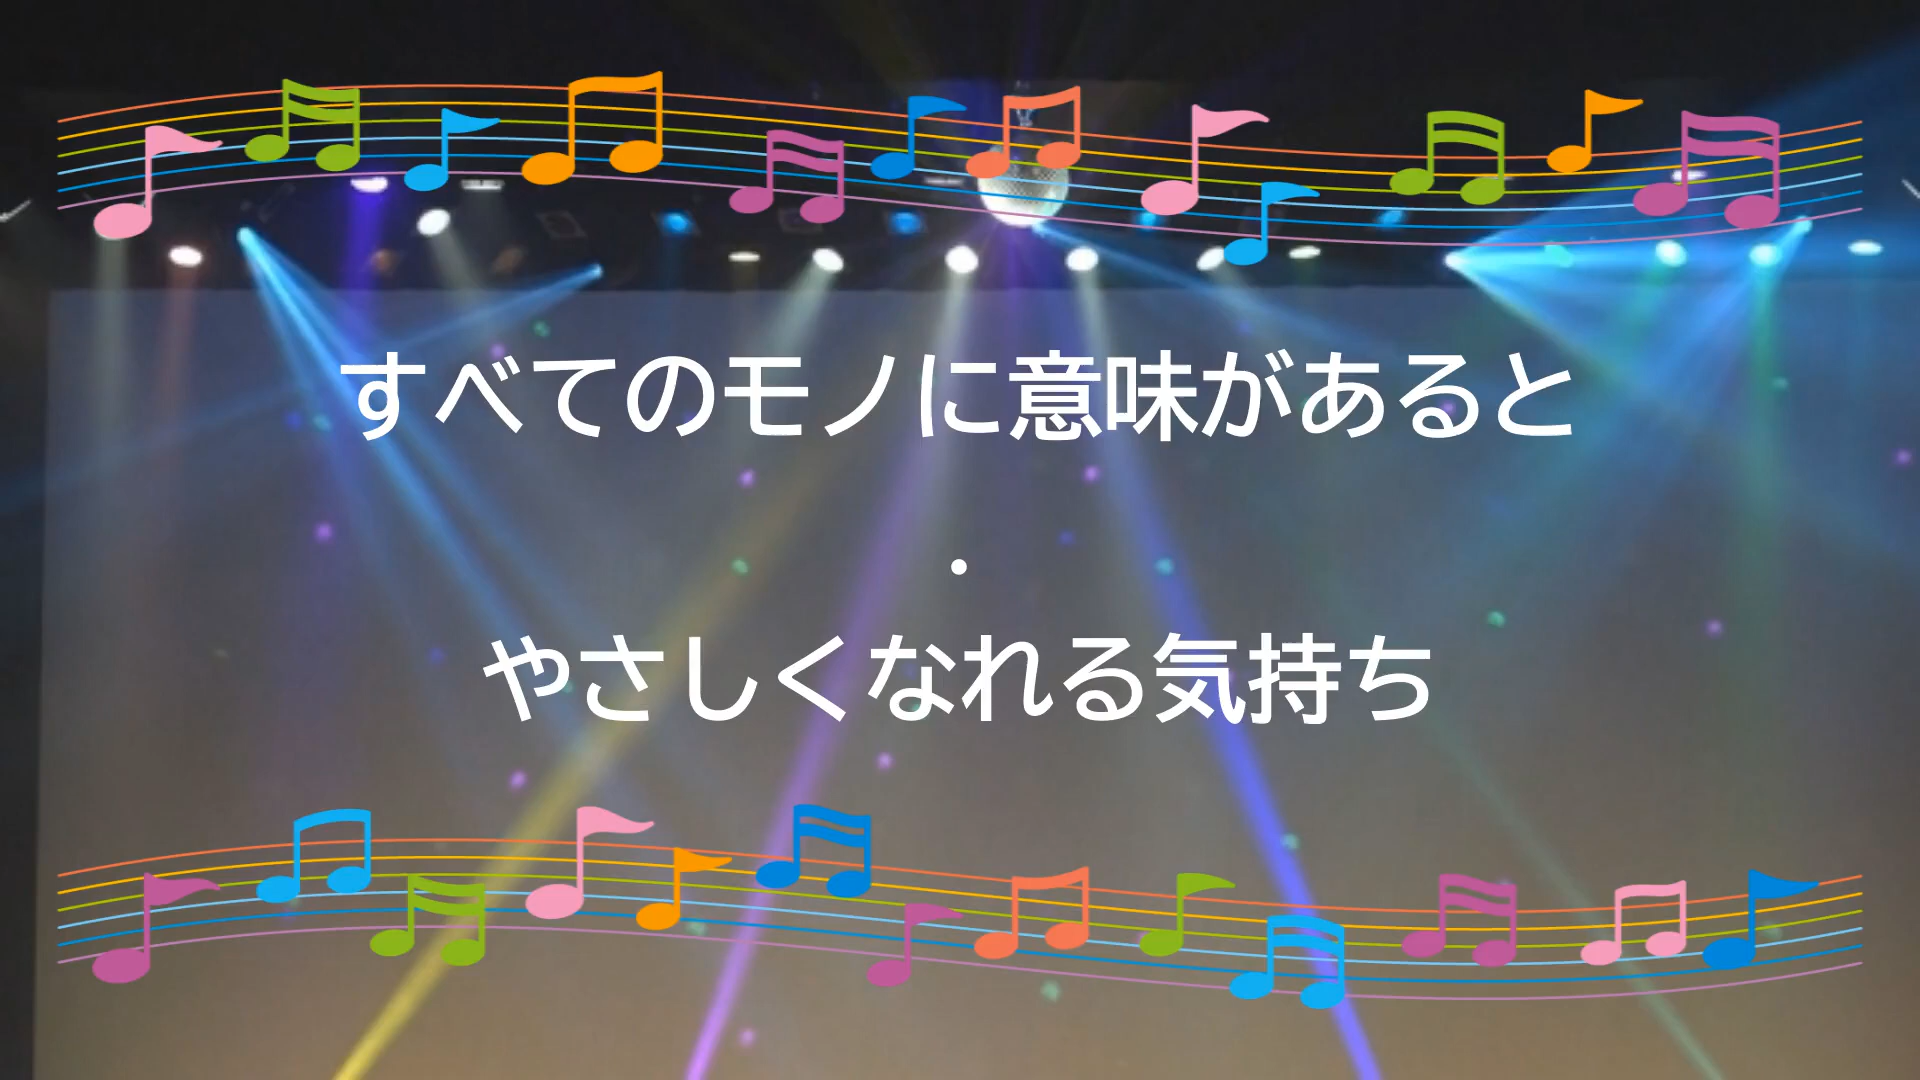 すべてのモノに意味があると
・
やさしくなれる気持ち